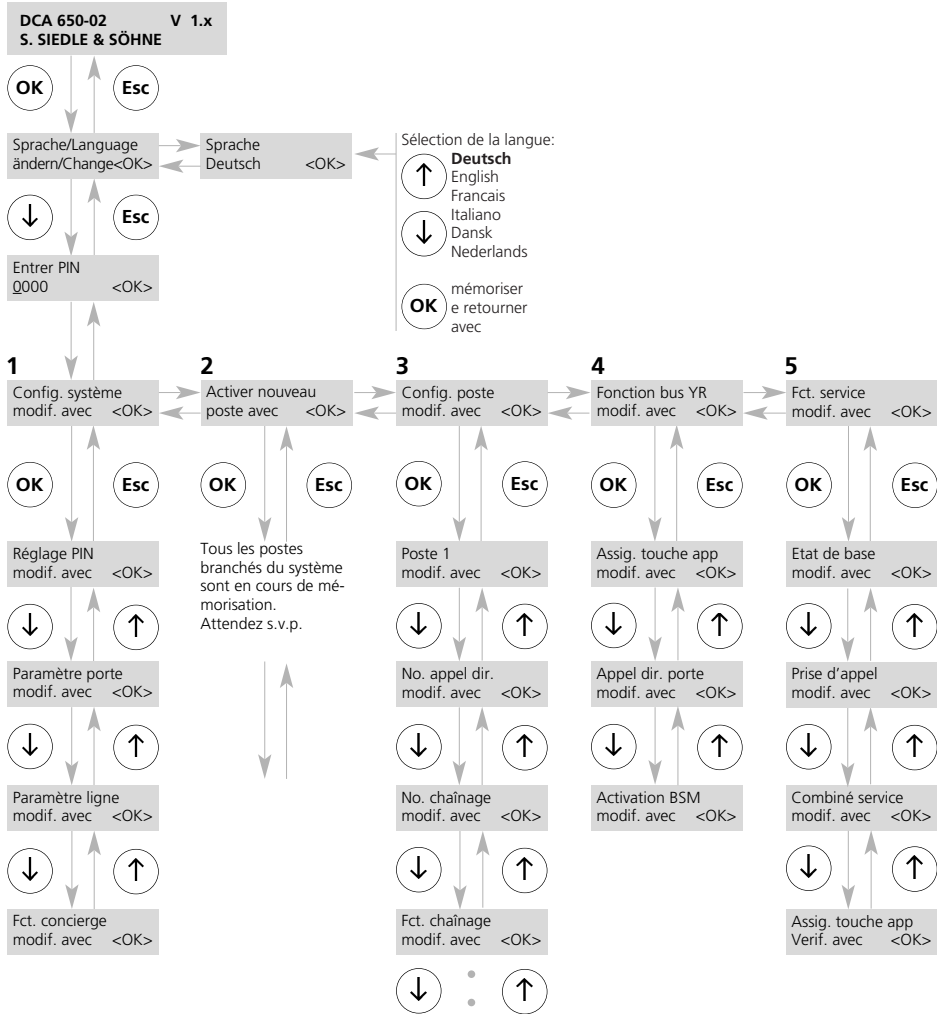 DCA 650-02 V 1.x
S. SIEDLE & SÖHNE
OK
Esc
Sprache/Language
ändern/Change<OK>
Sprache
Deutsch <OK>
Sélection de la langue:
↑
Deutsch
English
Francais
↓
Italiano
Dansk
Nederlands
OK
mémoriser
e retourner
avec
↓
Esc
Entrer PIN
0000 <OK>
1
Config. système
modif. avec <OK>
OK
Esc
Réglage PIN
modif. avec <OK>
↓
↑
Paramètre porte
modif. avec <OK>
↓
↑
Paramètre ligne
modif. avec <OK>
↓
↑
Fct. concierge
modif. avec <OK>
2
Activer nouveau
poste avec <OK>
OK
Esc
Tous les postes
branchés du système
sont en cours de mé-
morisation.
Attendez s.v.p.
3
Config. poste
modif. avec <OK>
OK
Esc
Poste 1
modif. avec <OK>
↓
↑
No. appel dir.
modif. avec <OK>
↓
↑
No. chaînage
modif. avec <OK>
↓
↑
Fct. chaînage
modif. avec <OK>
↓
↑
4
Fonction bus YR
modif. avec <OK>
OK
Esc
Assig. touche app
modif. avec <OK>
↓
↑
Appel dir. porte
modif. avec <OK>
↓
↑
Activation BSM
modif. avec <OK>
5
Fct. service
modif. avec <OK>
OK
Esc
Etat de base
modif. avec <OK>
↓
↑
Prise d'appel
modif. avec <OK>
↓
↑
Combiné service
modif. avec <OK>
↓
↑
Assig. touche app
Verif. avec <OK>